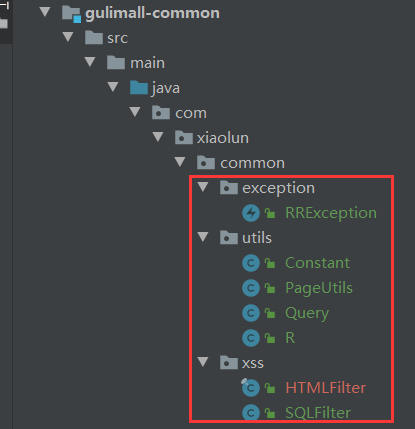 gulimall-common
src
main
java
com
xiaolun
common
exception
RRException
utils
Constant
PageUtils
Query
R
xss
HTMLFilter
SQLFilter